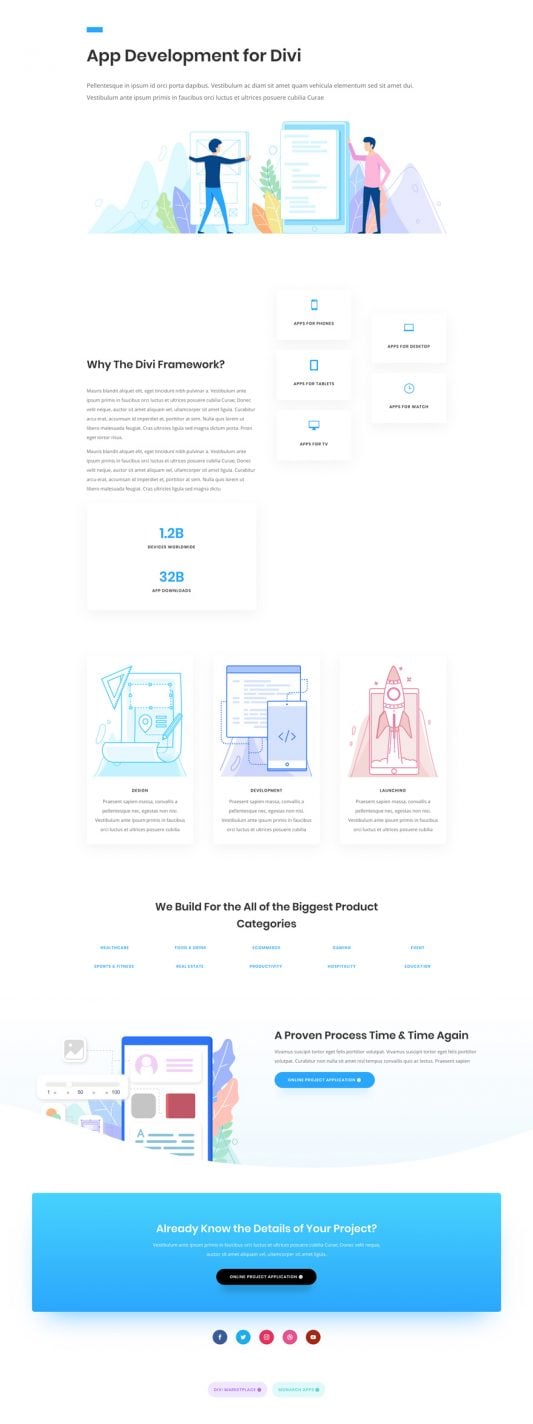 App Development for Divi
Pellentesque in ipsum id orci porta dapibus. Vestibulum ac diam sit amet quam vehicula elementum sed sit amet dui.
Vestibulum ante ipsum primis in faucibus orci luctus et ultrices posuere cubilia Curae
APPS FOR PHONES
APPS FOR DESKTOP
APPS FOR TABLETS
APPS FOR WATCH
APPS FOR TV
Why The Divi Framework?
Mauris blandit aliquet elit, eget tincidunt nibh pulvinar a. Vestibulum ante
ipsum primis in faucibus orci luctus et ultrices posuere cubilia Curae; Donec
velit neque, auctor sit amet aliquam vel, ullamcorper sit amet ligula. Curabitur
arcu erat, accumsan id imperdiet et, porttitor at sem. Nulla quis lorem ut
libero malesuada feugiat. Cras ultricies ligula sed magna dictum porta. Proin
eget tortor risus.
Mauris blandit aliquet elit, eget tincidunt nibh pulvinar a. Vestibulum ante
ipsum primis in faucibus orci luctus et ultrices posuere cubilia Curae; Donec
velit neque, auctor sit amet aliquam vel, ullamcorper sit amet ligula. Curabitur
arcu erat, accumsan id imperdiet et, porttitor at sem. Nulla quis lorem ut
libero malesuada feugiat. Cras ultricies ligula sed magna dictu
1.2B
DEVICES WORLDWIDE
32B
APP DOWNLOADS
</>
DESIGN
Praesent sapien massa, convallis a
pellentesque nec, egestas non nisi.
Vestibulum ante ipsum primis in faucibus
orci luctus et ultrices posuere cubilia
DEVELOPMENT
Praesent sapien massa, convallis a
pellentesque nec, egestas non nisi.
Vestibulum ante ipsum primis in faucibus
orci luctus et ultrices posuere cubilia
LAUNCHING
Praesent sapien massa, convallis a
pellentesque nec, egestas non nisi.
Vestibulum ante ipsum primis in faucibus
orci luctus et ultrices posuere cubilia
We Build For the All of the Biggest Product
Categories
HEALTHCARE FOOD & DRINK ECOMMERCE GAMING EVENT
SPORTS & FITNESS REAL ESTATE PRODUCTIVITY HOSPITALITY EDUCATION
1 50 100
A
A Proven Process Time & Time Again
Vivamus suscipit tortor eget felis porttitor volutpat. Vivamus suscipit tortor eget felis porttitor
volutpat. Curabitur non nulla sit amet nisl tempus convallis quis ac lectus. Praesent sapien
ONLINE PROJECT APPLICATION
Already Know the Details of Your Project?
Vestibulum ante ipsum primis in faucibus orci luctus et ultrices posuere cubilia Curae; Donec velit neque,
auctor sit amet aliquam vel, ullamcorper sit amet ligula.
ONLINE PROJECT APPLICATION
DIVI MARKETPLACE
MONARCH APPS